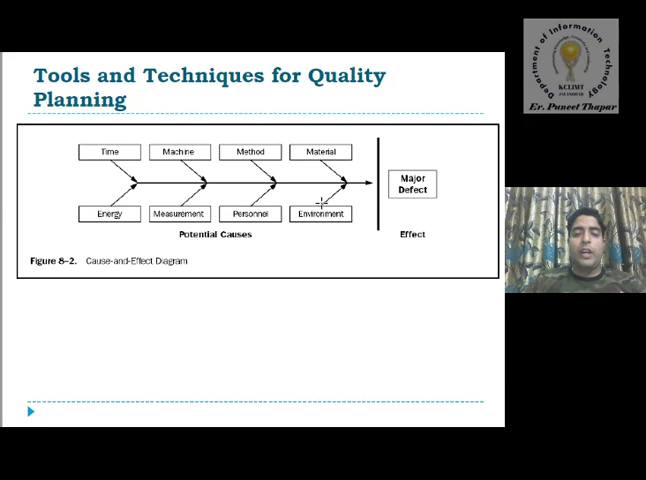 Tools and Techniques for Quality
Planning
Time
Machine
Method
Material
Major
Defect
Energy
Measurement
Personnel
Environment
Potential Causes
Effect
Figure 8–2. Cause-and-Effect Diagram
Department of Information Technology
KCLIMT
JALANDHAR
Er. Puneet Thapar